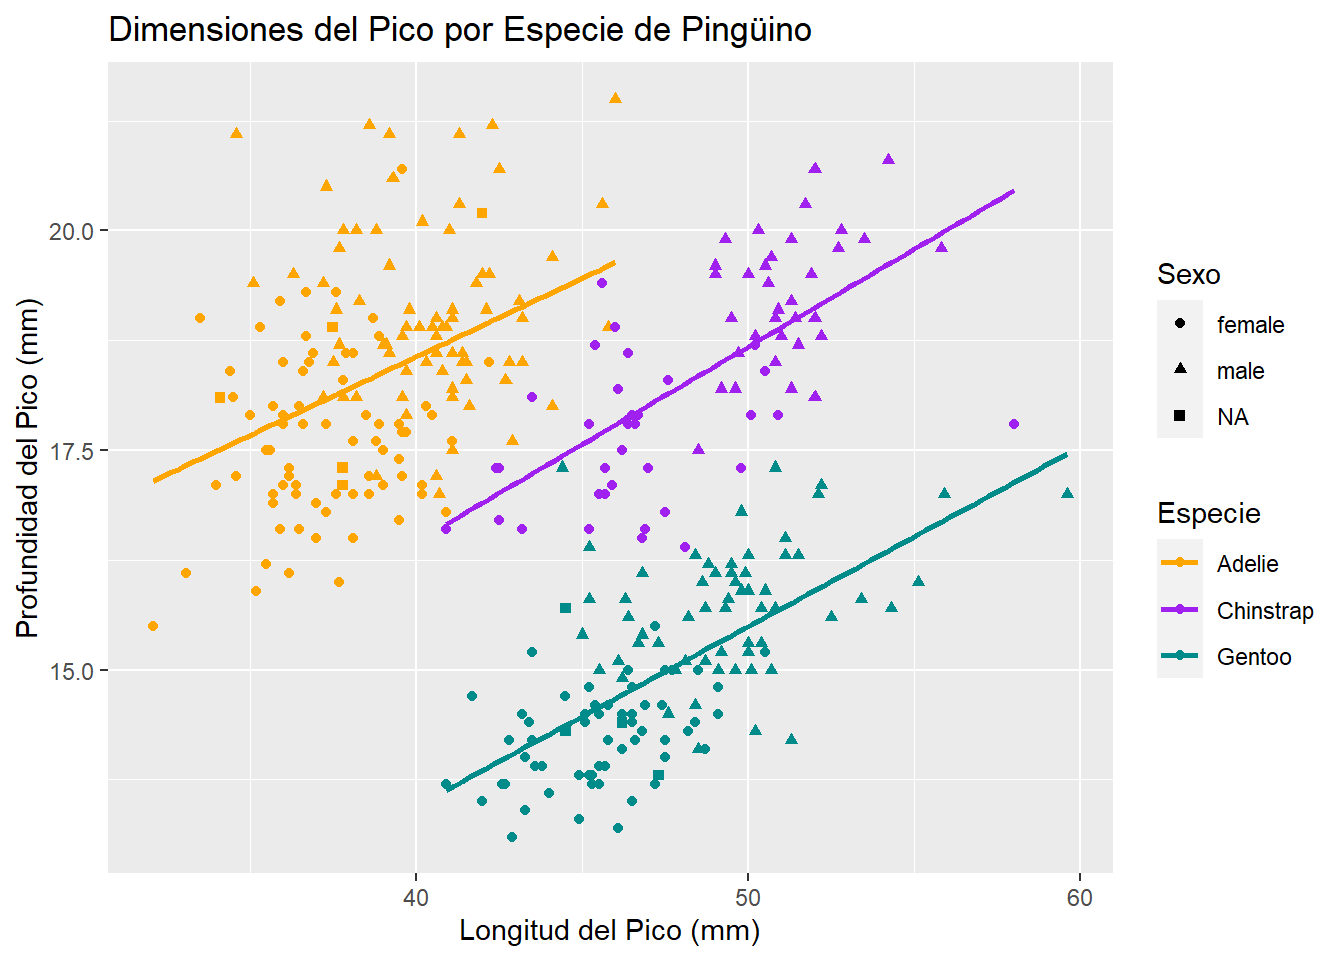 Dimensiones del Pico por Especie de Pingüino
Profundidad del Pico (mm)
20.0
17.5
15.0
40
50
60
Longitud del Pico (mm)
Sexo
female
male
NA
Especie
Adelie
Chinstrap
Gentoo